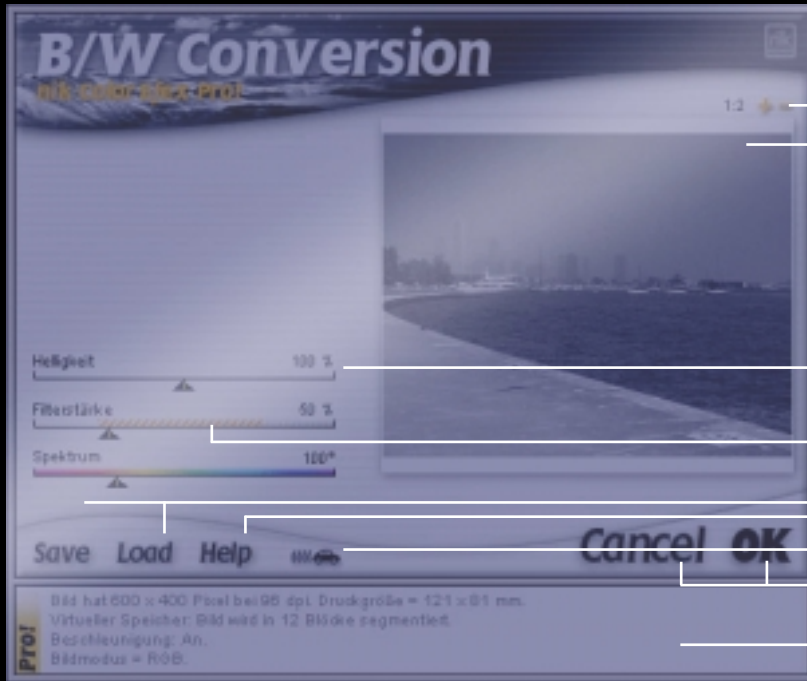 B/W Conversion
nik color efex Pro!
1:2
Helligkeit 100 %
Filterstärke 50 %
Spektrum 100°
Save Load Help Cancel OK
Pro!
Bild hat 600 x 400 Pixel bei 96 dpi. Druckgröße = 121 x 81 mm.
Virtueller Speicher: Bild wird in 12 Blöcke segmentiert.
Beschleunigung: An.
Bildmodus = RGB.